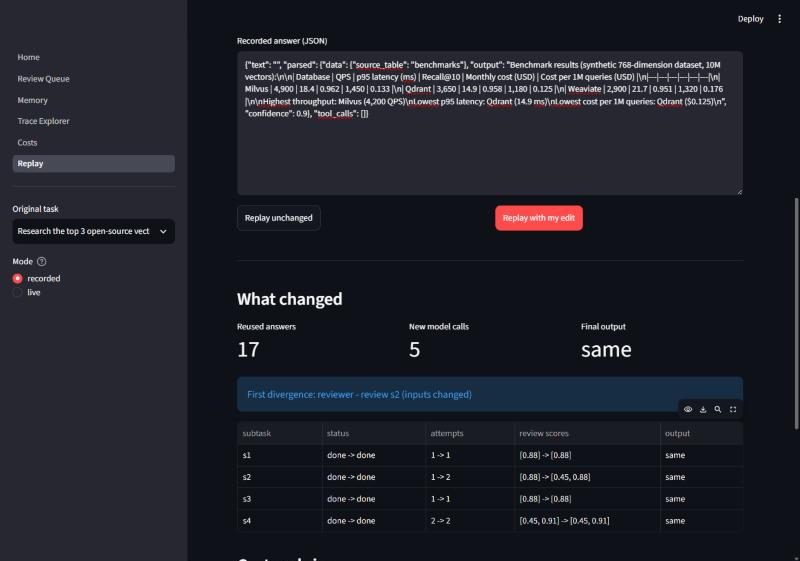 Deploy
Home
Review Queue
Memory
Trace Explorer
Costs
Replay
Original task
Research the top 3 open-source vect
Mode
recorded
live
Recorded answer (JSON)
{"text": "", "parsed": {"data": {"source_table": "benchmarks"}, "output": "Benchmark results (synthetic 768-dimension dataset, 10M
vectors):\n\n| Database | QPS | p95 latency (ms) | Recall@10 | Monthly cost (USD) | Cost per 1M queries (USD) |\n|---|---|---|---|---|---|\n|
Milvus | 4,900 | 18.4 | 0.962 | 1,450 | 0.133 |\n| Qdrant | 3,650 | 14.9 | 0.958 | 1,180 | 0.125 |\n| Weaviate | 2,900 | 21.7 | 0.951 | 1,320 | 0.176
|\n\nHighest throughput: Milvus (4,200 QPS)\nLowest p95 latency: Qdrant (14.9 ms)\nLowest cost per 1M queries: Qdrant ($0.125)\n",
"confidence": 0.9}, "tool_calls": []}
Replay unchanged
Replay with my edit
What changed
Reused answers
New model calls
Final output
17
5
same
First divergence: reviewer - review s2 (inputs changed)
subtask status attempts review scores output
s1 done -> done 1 -> 1 [0.88] -> [0.88] same
s2 done -> done 1 -> 2 [0.88] -> [0.45, 0.88] same
s3 done -> done 1 -> 1 [0.88] -> [0.88] same
s4 done -> done 2 -> 2 [0.45, 0.91] -> [0.45, 0.91] same